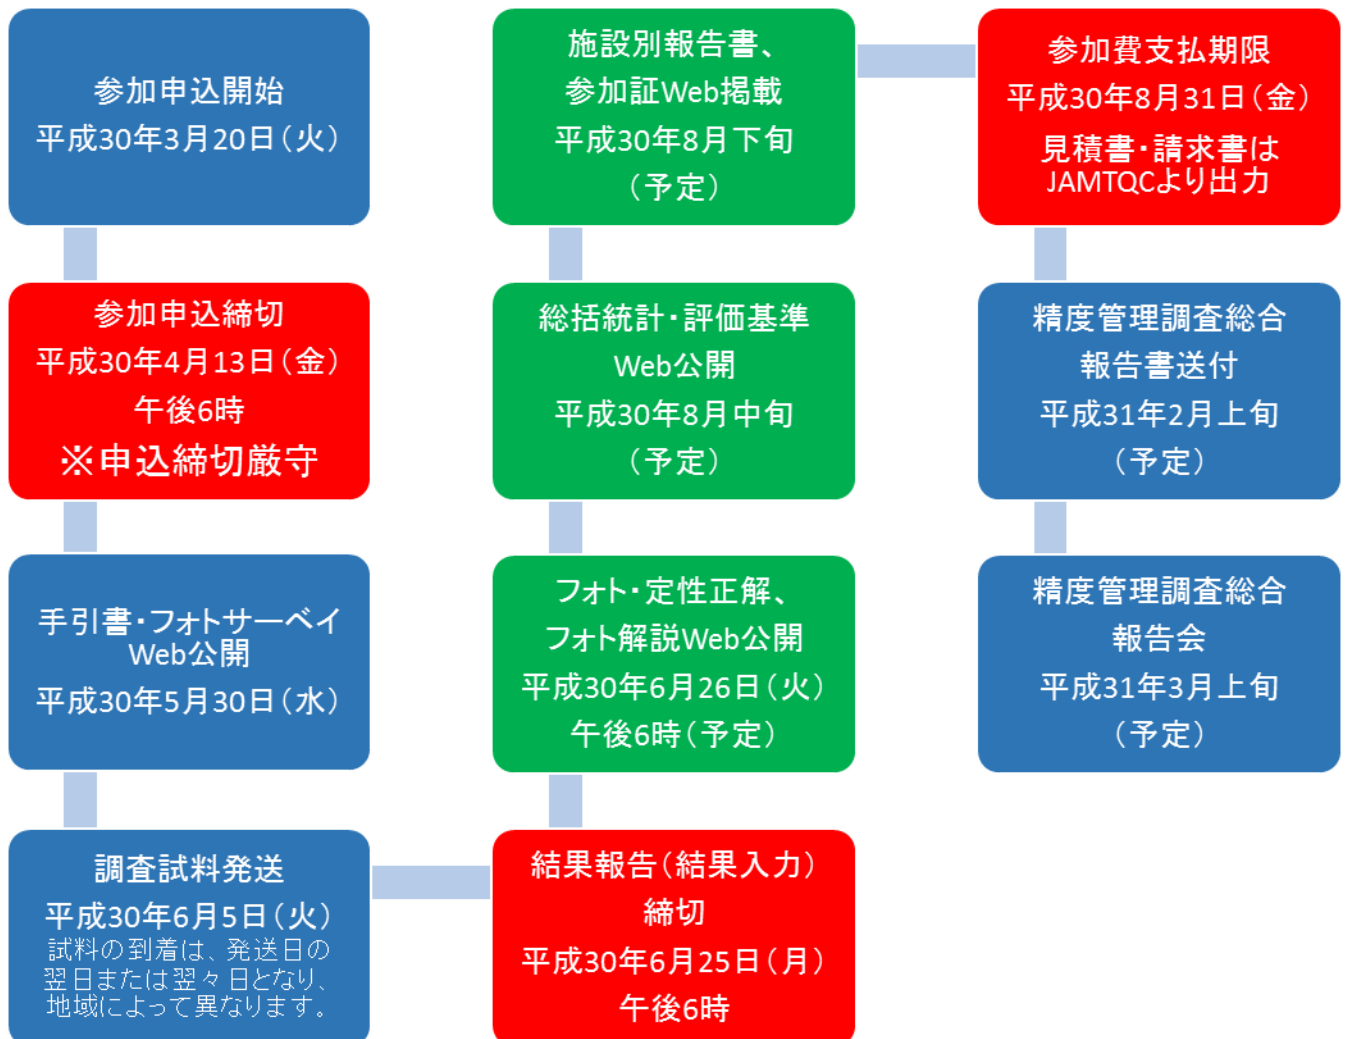 参加申込開始
平成30年3月20日（火）
参加申込締切
平成30年4月13日（金）
午後6時
※申込締切厳守
手引書・フォトサーベイ
Web公開
平成30年5月30日（水）
調査試料発送
平成30年6月5日（火）
試料の到着は、発送日の
翌日または翌々日となり、
地域によって異なります。
結果報告（結果入力）
締切
平成30年6月25日（月）
午後6時
フォト・定性正解、
フォト解説Web公開
平成30年6月26日（火）
午後6時（予定）
総括統計・評価基準
Web公開
平成30年8月中旬
（予定）
施設別報告書、
参加証Web掲載
平成30年8月下旬
（予定）
参加費支払期限
平成30年8月31日（金）
見積書・請求書は
JAMTQCより出力
精度管理調査総合
報告書送付
平成31年2月上旬
（予定）
精度管理調査総合
報告会
平成31年3月上旬
（予定）